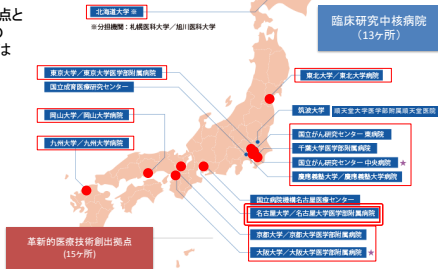 点と
の
は
北海道大学※
※分担機関：札幌医科大学／旭川医科大学
臨床研究中核病院
（13ヶ所）
東京大学／東京大学医学部附属病院
国立成育医療研究センター
東北大学／東北大学病院
岡山大学／岡山大学病院
筑波大学
順天堂大学医学部附属順天堂医院
九州大学／九州大学病院
国立がん研究センター 東病院
千葉大学医学部附属病院
国立がん研究センター 中央病院
★
慶應義塾大学／慶應義塾大学病院
国立病院機構名古屋医療センター
名古屋大学／名古屋大学医学部附属病院
京都大学／京都大学医学部附属病院
大阪大学／大阪大学医学部附属病院
★
革新的医療技術創出拠点
(15ヶ所)